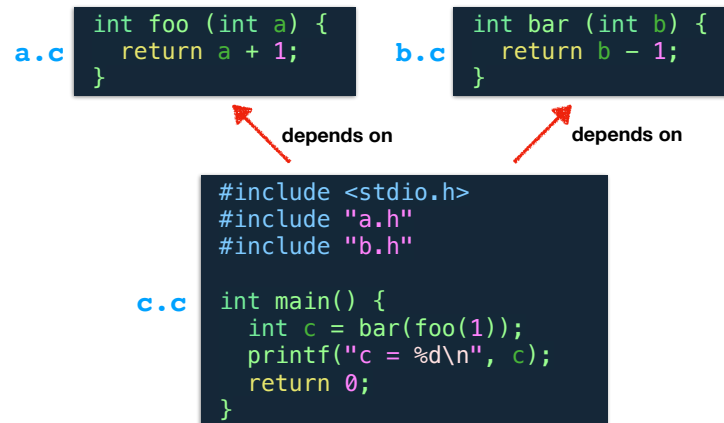 a.c
int foo (int a) {
  return a + 1;
}
b.c
int bar (int b) {
  return b – 1;
}
depends on
depends on
c.c
#include <stdio.h>
#include "a.h"
#include "b.h"

int main() {
  int c = bar(foo(1));
  printf("c = %d\n", c);
  return 0;
}